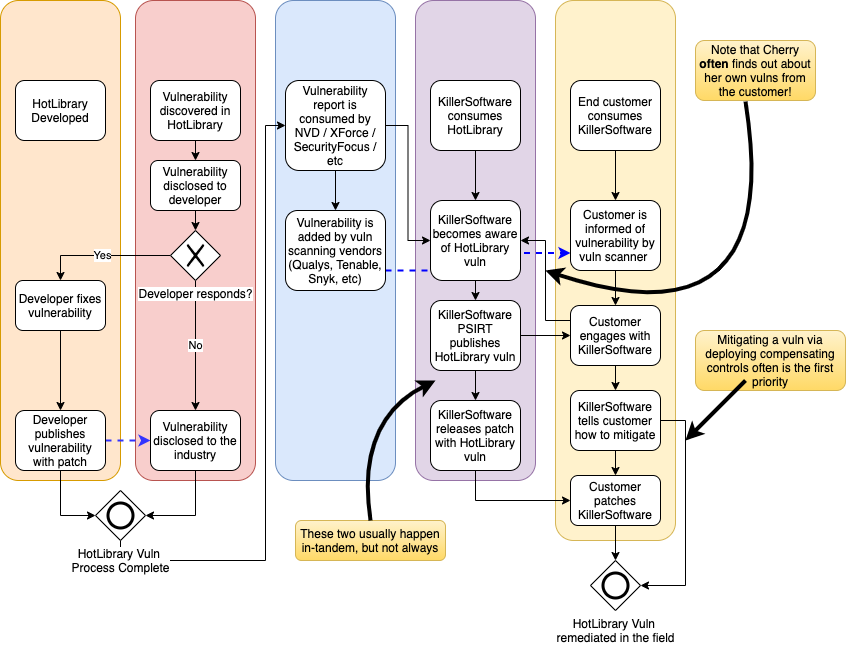 HotLibrary
Developed
Yes
Developer fixes
vulnerability
Developer
publishes
vulnerability
with patch
Vulnerability
discovered in
HotLibrary
Vulnerability
disclosed to
developer
Developer responds?
No
Vulnerability
disclosed to the
industry
HotLibrary Vuln
Process Complete
Vulnerability
report is
consumed by
NVD / XForce /
SecurityFocus /
etc
Vulnerability is
added by vuln
scanning vendors
(Qualys, Tenable,
Snyk, etc)
KillerSoftware
consumes
HotLibrary
KillerSoftware
becomes aware
of HotLibrary
vuln
KillerSoftware
PSIRT
publishes
HotLibrary vuln
KillerSoftware
releases patch
with HotLibrary
vuln
These two usually happen
in-tandem, but not always
End customer
consumes
KillerSoftware
Customer is
informed of
vulnerability by
vuln scanner
Customer
engages with
KillerSoftware
KillerSoftware
tells customer
how to mitigate
Customer
patches
KillerSoftware
HotLibrary Vuln
remediated in the field
Note that Cherry
often finds out about
her own vulns from
the customer!
Mitigating a vuln via
deploying compensating
controls often is the first
priority